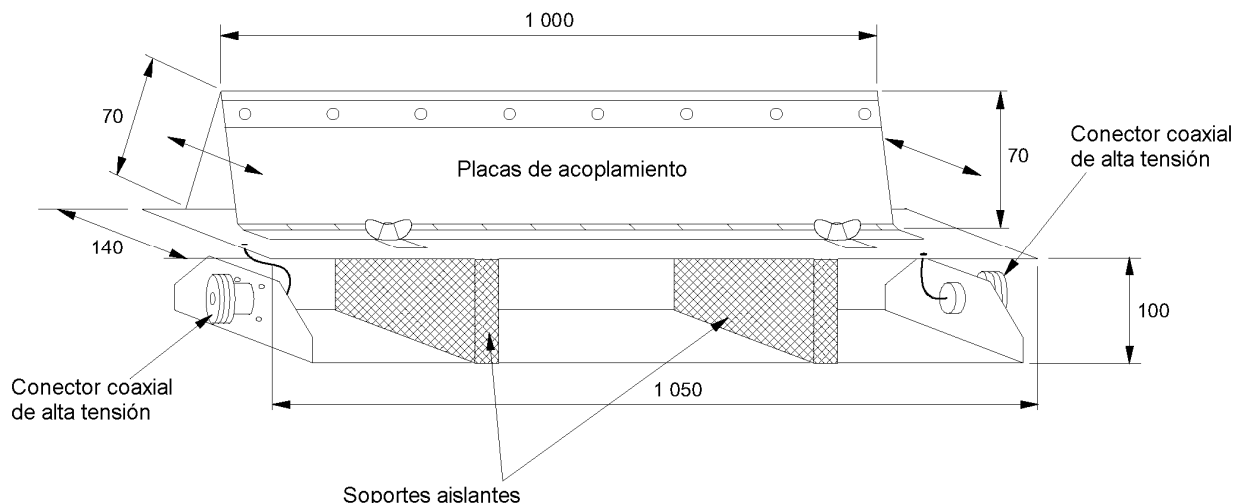 1 000
70
Placas de acoplamiento
70
Conector coaxial
de alta tensión
140
100
Conector coaxial
de alta tensión
1 050
Soportes aislantes